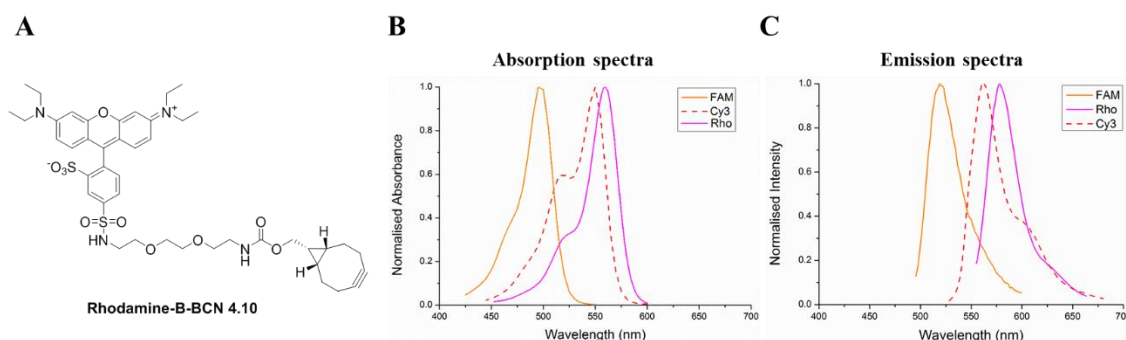 A
N
O
N+
-O3S
O
S
O
HN
O
O
H
N
O
O
H
H
Rhodamine-B-BCN 4.10
B
Absorption spectra
1.0
0.8
0.6
0.4
0.2
0.0
Normalised Absorbance
FAM
Cy3
Rho
400
450
500
550
600
650
700
Wavelength (nm)
C
Emission spectra
1.0
0.8
0.6
0.4
0.2
0.0
Normalised Intensity
FAM
Cy3
Rho
400
450
500
550
600
650
70
Wavelength (nm)